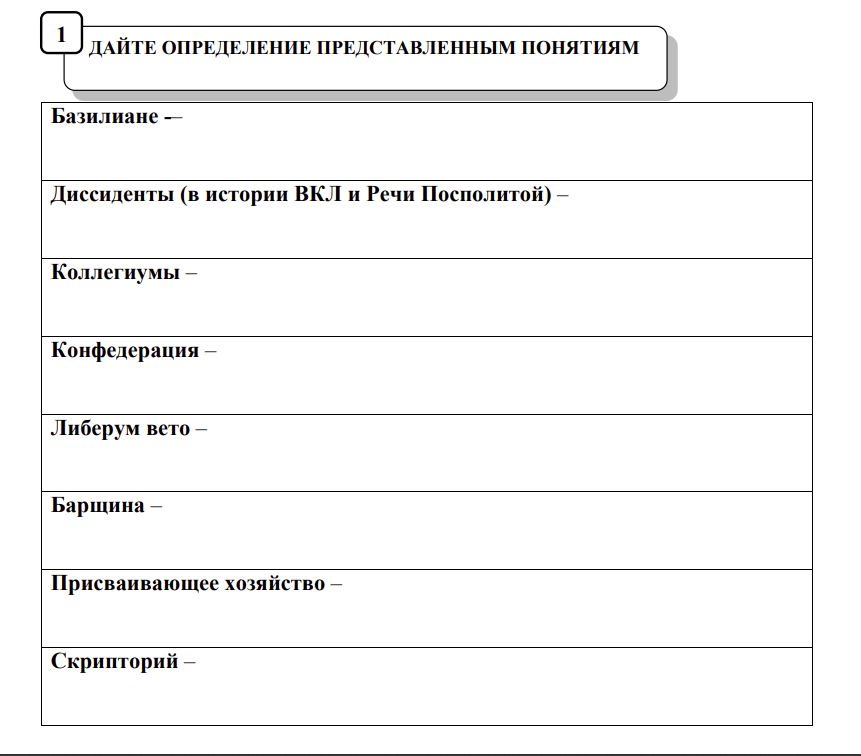 1
ДАЙТЕ ОПРЕДЕЛЕНИЕ ПРЕДСТАВЛЕННЫМ ПОНЯТИЯМ
Базилиане -–
Диссиденты (в истории ВКЛ и Речи Посполитой) –
Коллегиумы –
Конфедерация –
Либерум вето –
Барщина –
Присваивающее хозяйство –
Скрипторий –